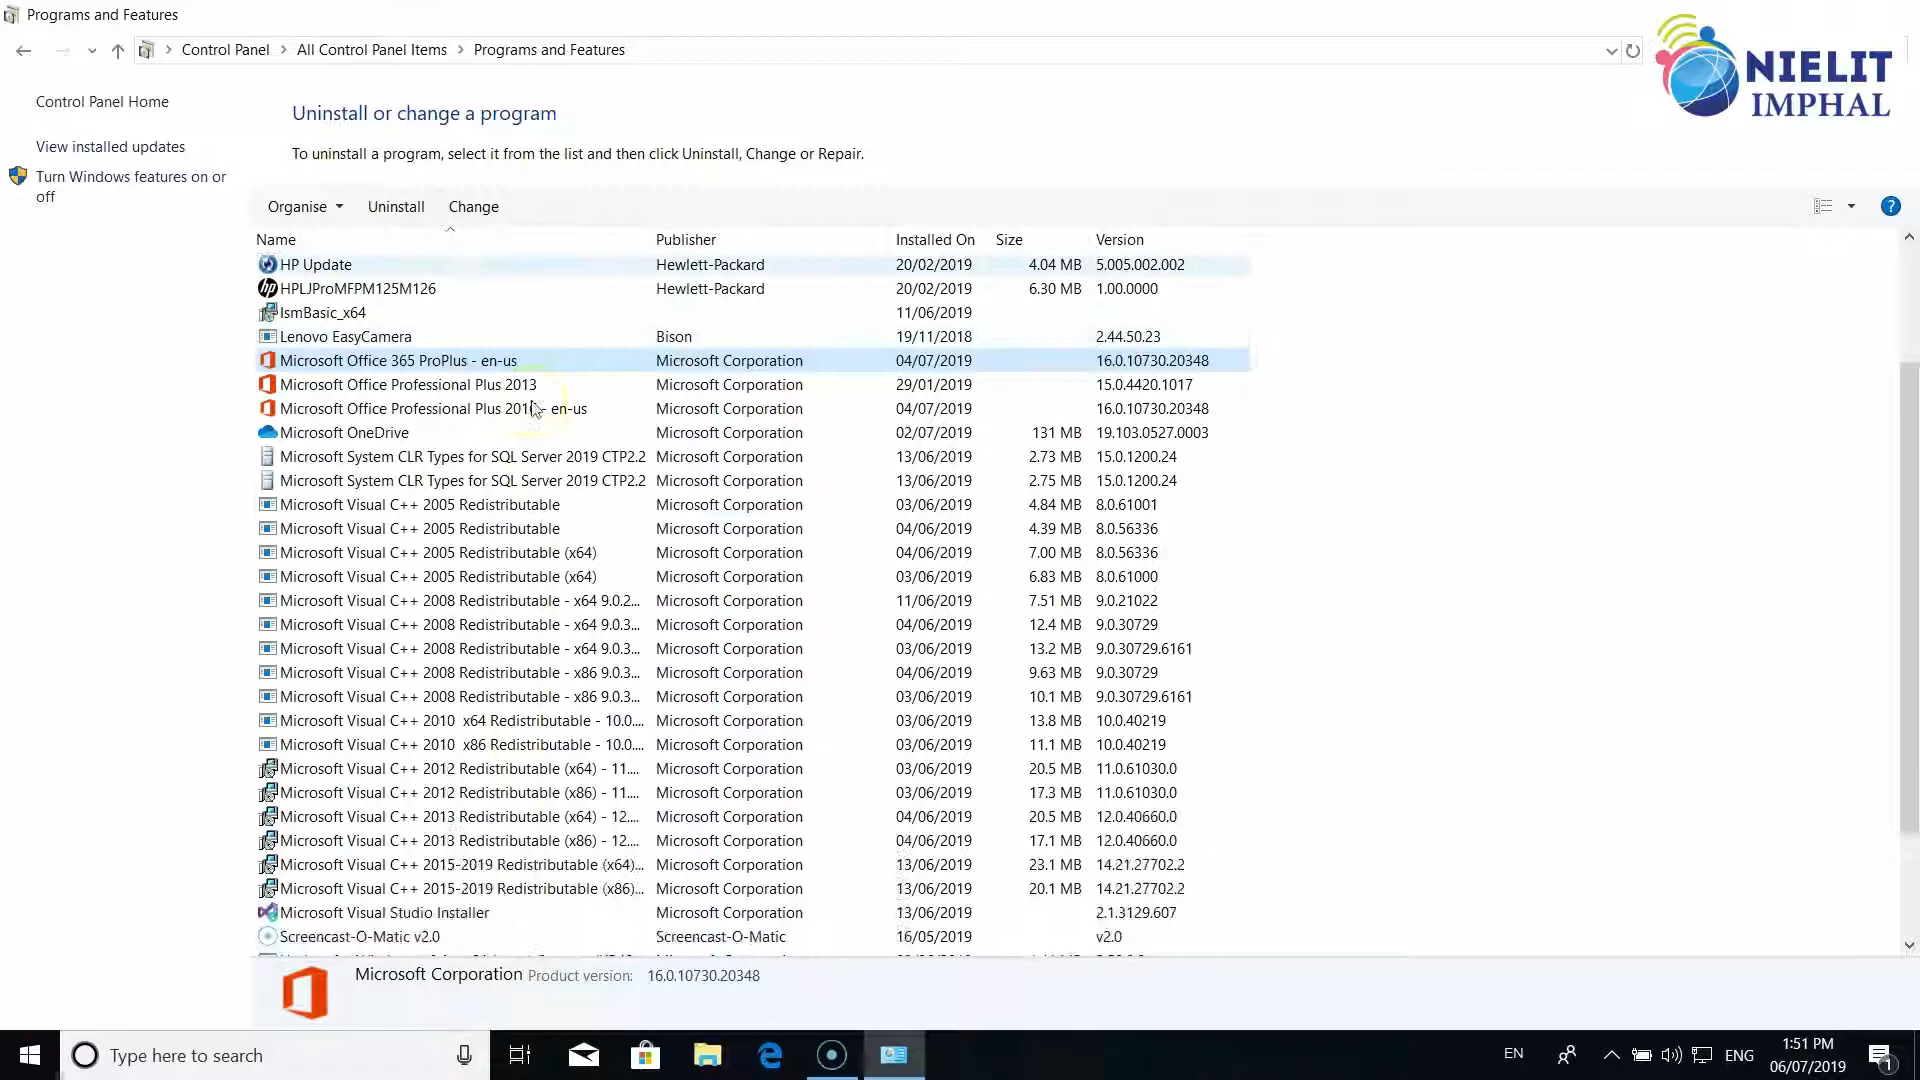 Programs and Features
Control Panel > All Control Panel Items > Programs and Features
NIELIT
IMPHAL
Control Panel Home
View installed updates
Turn Windows features on or
off
Uninstall or change a program
To uninstall a program, select it from the list and then click Uninstall, Change or Repair.
Organise Uninstall Change
Name Publisher Installed On Size Version
HP Update Hewlett-Packard 20/02/2019 4.04 MB 5.005.002.002
HPLJProMFPM125M126 Hewlett-Packard 20/02/2019 6.30 MB 1.00.0000
IsmBasic_x64 11/06/2019
Lenovo EasyCamera Bison 19/11/2018 2.44.50.23
Microsoft Office 365 ProPlus - en-us Microsoft Corporation 04/07/2019 16.0.10730.20348
Microsoft Office Professional Plus 2013 Microsoft Corporation 29/01/2019 15.0.4420.1017
Microsoft Office Professional Plus - en-us Microsoft Corporation 04/07/2019 16.0.10730.20348
Microsoft OneDrive Microsoft Corporation 02/07/2019 131 MB 19.103.0527.0003
Microsoft System CLR Types for SQL Server 2019 CTP2.2 Microsoft Corporation 13/06/2019 2.73 MB 15.0.1200.24
Microsoft System CLR Types for SQL Server 2019 CTP2.2 Microsoft Corporation 13/06/2019 2.75 MB 15.0.1200.24
Microsoft Visual C++ 2005 Redistributable Microsoft Corporation 03/06/2019 4.84 MB 8.0.61001
Microsoft Visual C++ 2005 Redistributable Microsoft Corporation 04/06/2019 4.39 MB 8.0.56336
Microsoft Visual C++ 2005 Redistributable (x64) Microsoft Corporation 04/06/2019 7.00 MB 8.0.56336
Microsoft Visual C++ 2005 Redistributable (x64) Microsoft Corporation 03/06/2019 6.83 MB 8.0.61000
Microsoft Visual C++ 2008 Redistributable - x64 9.0.2... Microsoft Corporation 11/06/2019 7.51 MB 9.0.21022
Microsoft Visual C++ 2008 Redistributable - x64 9.0.3... Microsoft Corporation 04/06/2019 12.4 MB 9.0.30729
Microsoft Visual C++ 2008 Redistributable - x64 9.0.3... Microsoft Corporation 03/06/2019 13.2 MB 9.0.30729.6161
Microsoft Visual C++ 2008 Redistributable - x86 9.0.3... Microsoft Corporation 04/06/2019 9.63 MB 9.0.30729
Microsoft Visual C++ 2008 Redistributable - x86 9.0.3... Microsoft Corporation 03/06/2019 10.1 MB 9.0.30729.6161
Microsoft Visual C++ 2010 x64 Redistributable - 10.0.... Microsoft Corporation 03/06/2019 13.8 MB 10.0.40219
Microsoft Visual C++ 2010 x86 Redistributable - 10.0.... Microsoft Corporation 03/06/2019 11.1 MB 10.0.40219
Microsoft Visual C++ 2012 Redistributable (x64) - 11.... Microsoft Corporation 03/06/2019 20.5 MB 11.0.61030.0
Microsoft Visual C++ 2012 Redistributable (x86) - 11.... Microsoft Corporation 03/06/2019 17.3 MB 11.0.61030.0
Microsoft Visual C++ 2013 Redistributable (x64) - 12.... Microsoft Corporation 04/06/2019 20.5 MB 12.0.40660.0
Microsoft Visual C++ 2013 Redistributable (x86) - 12.... Microsoft Corporation 04/06/2019 17.1 MB 12.0.40660.0
Microsoft Visual C++ 2015-2019 Redistributable (x64)... Microsoft Corporation 13/06/2019 23.1 MB 14.21.27702.2
Microsoft Visual C++ 2015-2019 Redistributable (x86)... Microsoft Corporation 13/06/2019 20.1 MB 14.21.27702.2
Microsoft Visual Studio Installer Microsoft Corporation 13/06/2019 2.1.3129.607
Screencast-O-Matic v2.0 Screencast-O-Matic 16/05/2019 v2.0
Microsoft Corporation Product version: 16.0.10730.20348
Type here to search
EN
ENG
1:51 PM
06/07/2019
1